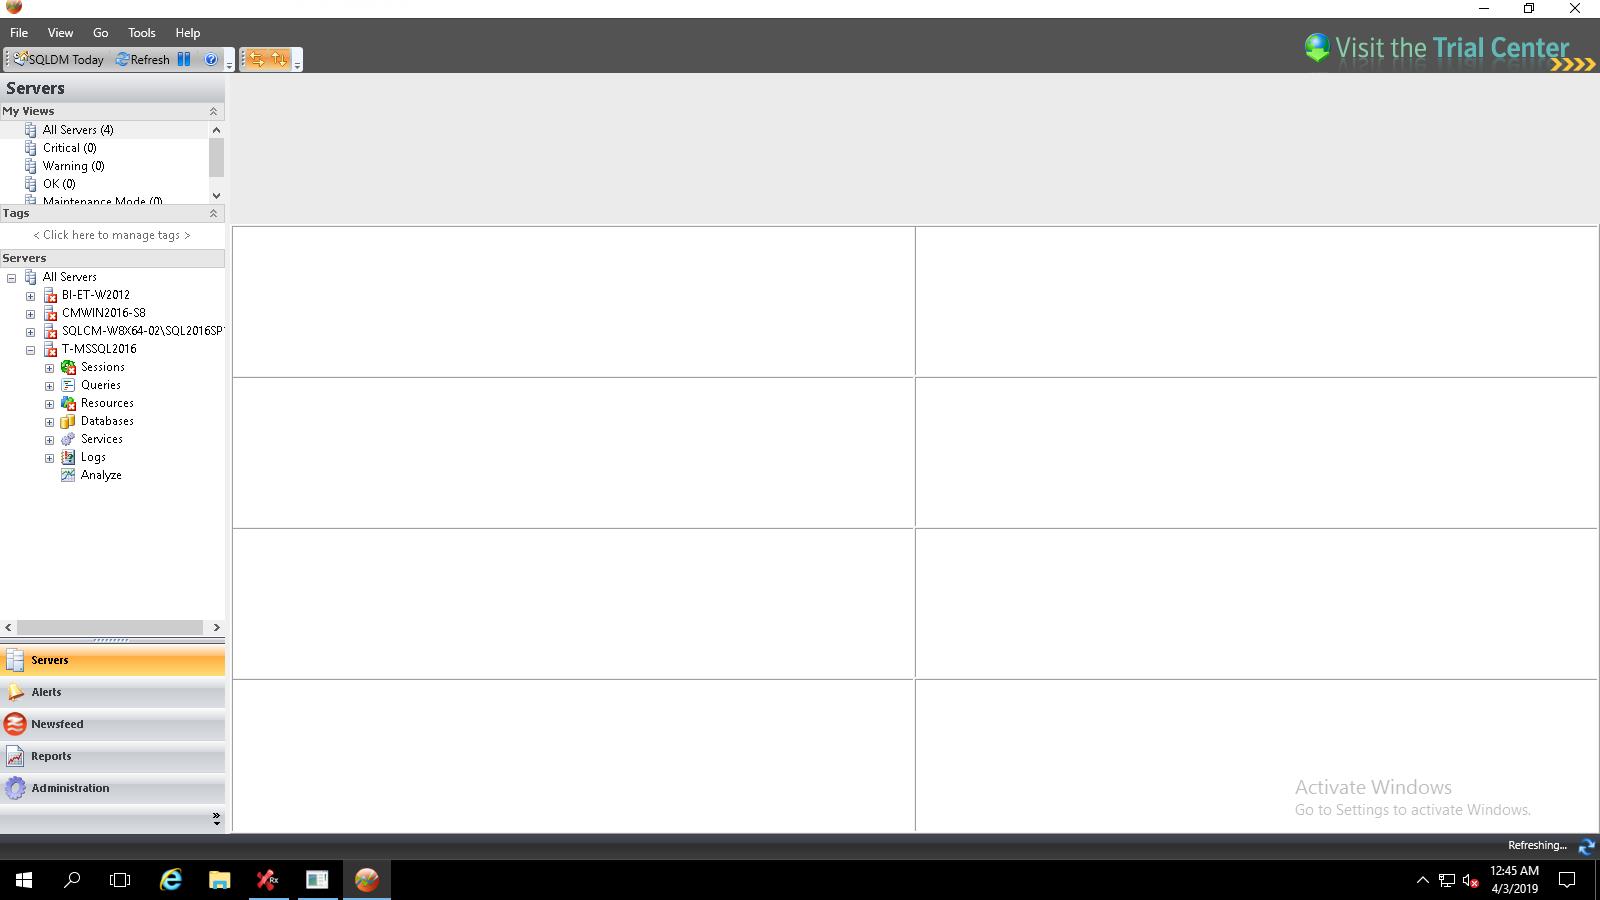 File View Go Tools Help
SQLDM Today Refresh
Visit the Trial Center
Servers
My Views
All Servers (4)
Critical (0)
Warning (0)
OK (0)
Maintenance Mode (0)
Tags
< Click here to manage tags >
Servers
All Servers
BI-ET-W2012
CMWIN2016-S8
SQLCM-W8X64-02\SQL2016SP1
T-MSSQL2016
Sessions
Queries
Resources
Databases
Services
Logs
Analyze
Servers
Alerts
Newsfeed
Reports
Administration
Activate Windows
Go to Settings to activate Windows.
Refreshing...
12:45 AM
4/3/2019